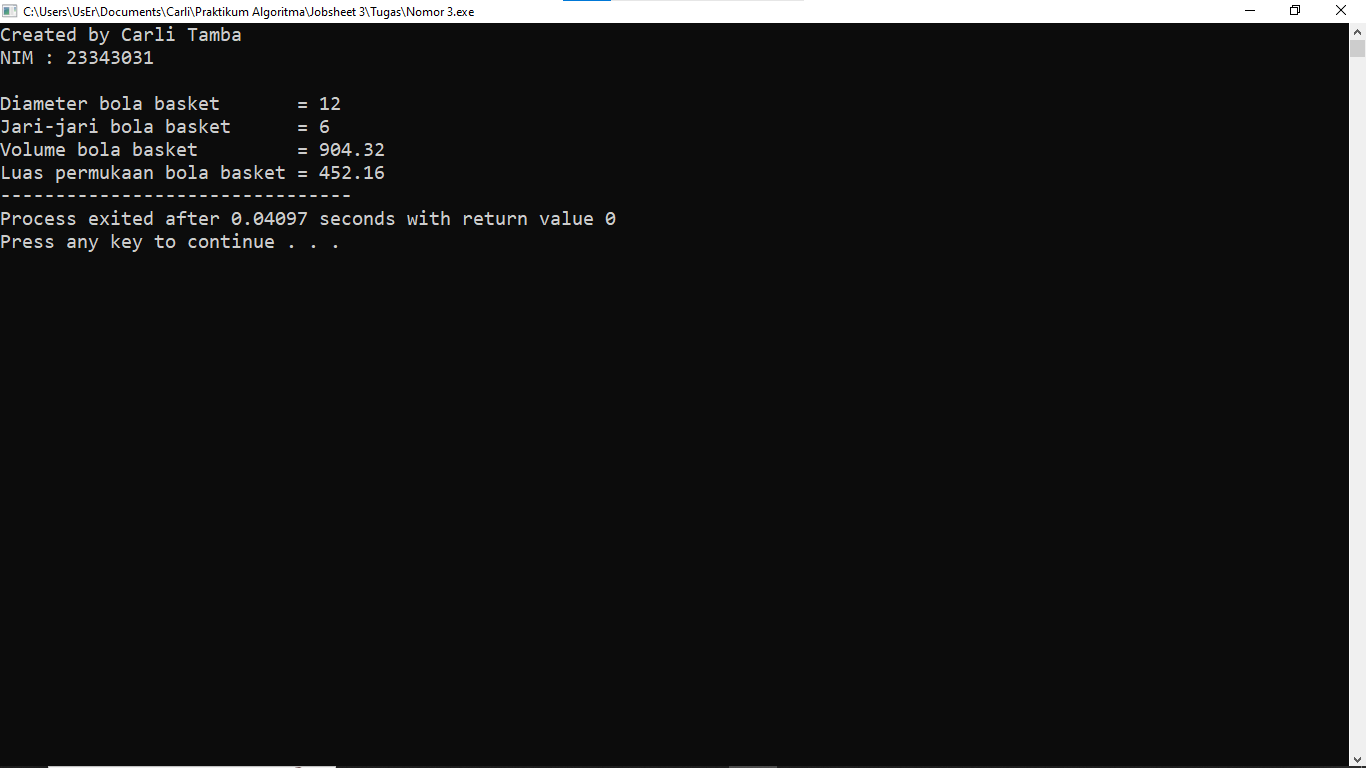 C:\Users\UsEr\Documents\Carli\Praktikum Algoritma\Jobsheet 3\Tugas\Nomor 3.exe
Created by Carli Tamba
NIM : 23343031
Diameter bola basket       = 12
Jari-jari bola basket      = 6
Volume bola basket         = 904.32
Luas permukaan bola basket = 452.16
--------------------------------
Process exited after 0.04097 seconds with return value 0
Press any key to continue . . .